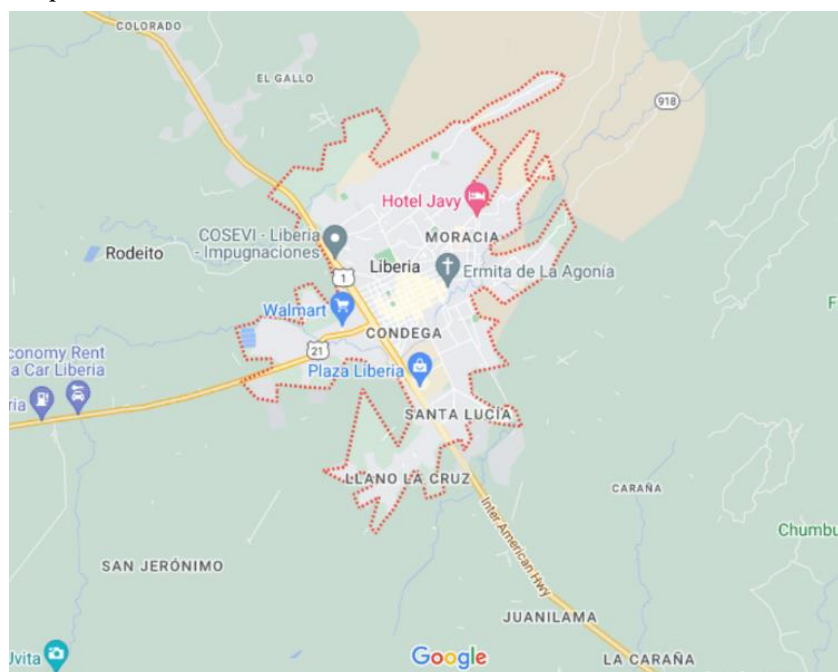 COLORADO
EL GALLO
918
Hotel Javy
MORACIA
COSEVI - Liberia
- Impugnaciones
Rodeito
Liberia
Ermita de La Agonía
1
Walmart
CONDEGA
21
Plaza Liberia
conomy Rent
a Car Liberia
ria
SANTA LUCÍA
LLANO LA CRUZ
CARAÑA
Inter American Hwy
Chumbu
SAN JERÓNIMO
JUANILAMA
Uvita
Google
LA CARAÑA